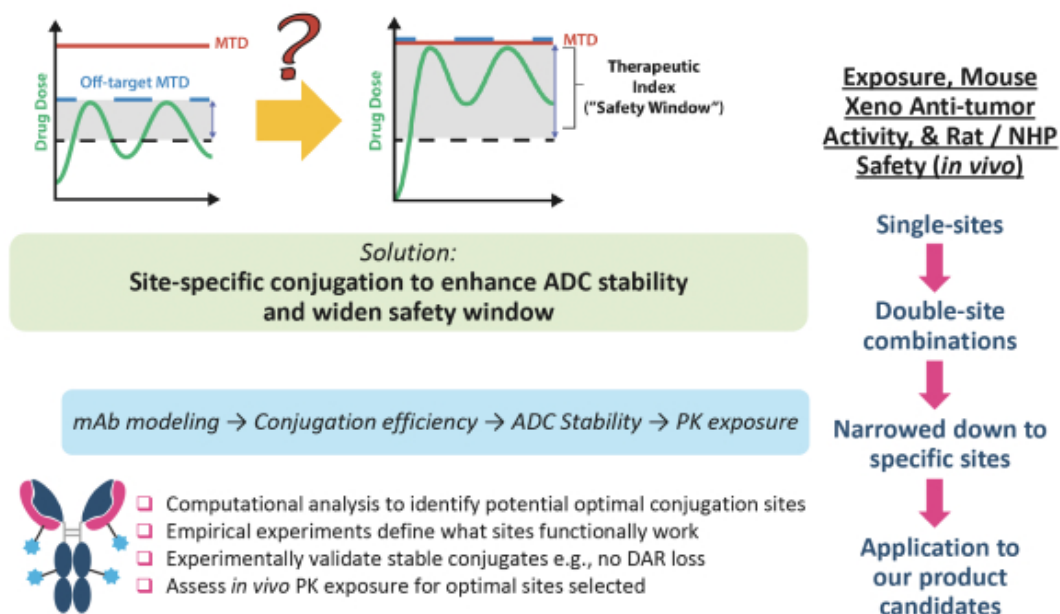 MTD
Off-target MTD
Drug Dose
?
MTD
Drug Dose
Therapeutic
Index
("Safety Window")
Solution:
Site-specific conjugation to enhance ADC stability
and widen safety window
mAb modeling → Conjugation efficiency → ADC Stability → PK exposure
Computational analysis to identify potential optimal conjugation sites
Empirical experiments define what sites functionally work
Experimentally validate stable conjugates e.g., no DAR loss
Assess in vivo PK exposure for optimal sites selected
Exposure, Mouse
Xeno Anti-tumor
Activity, & Rat / NHP
Safety (in vivo)
Single-sites
Double-site
combinations
Narrowed down to
specific sites
Application to
our product
candidates